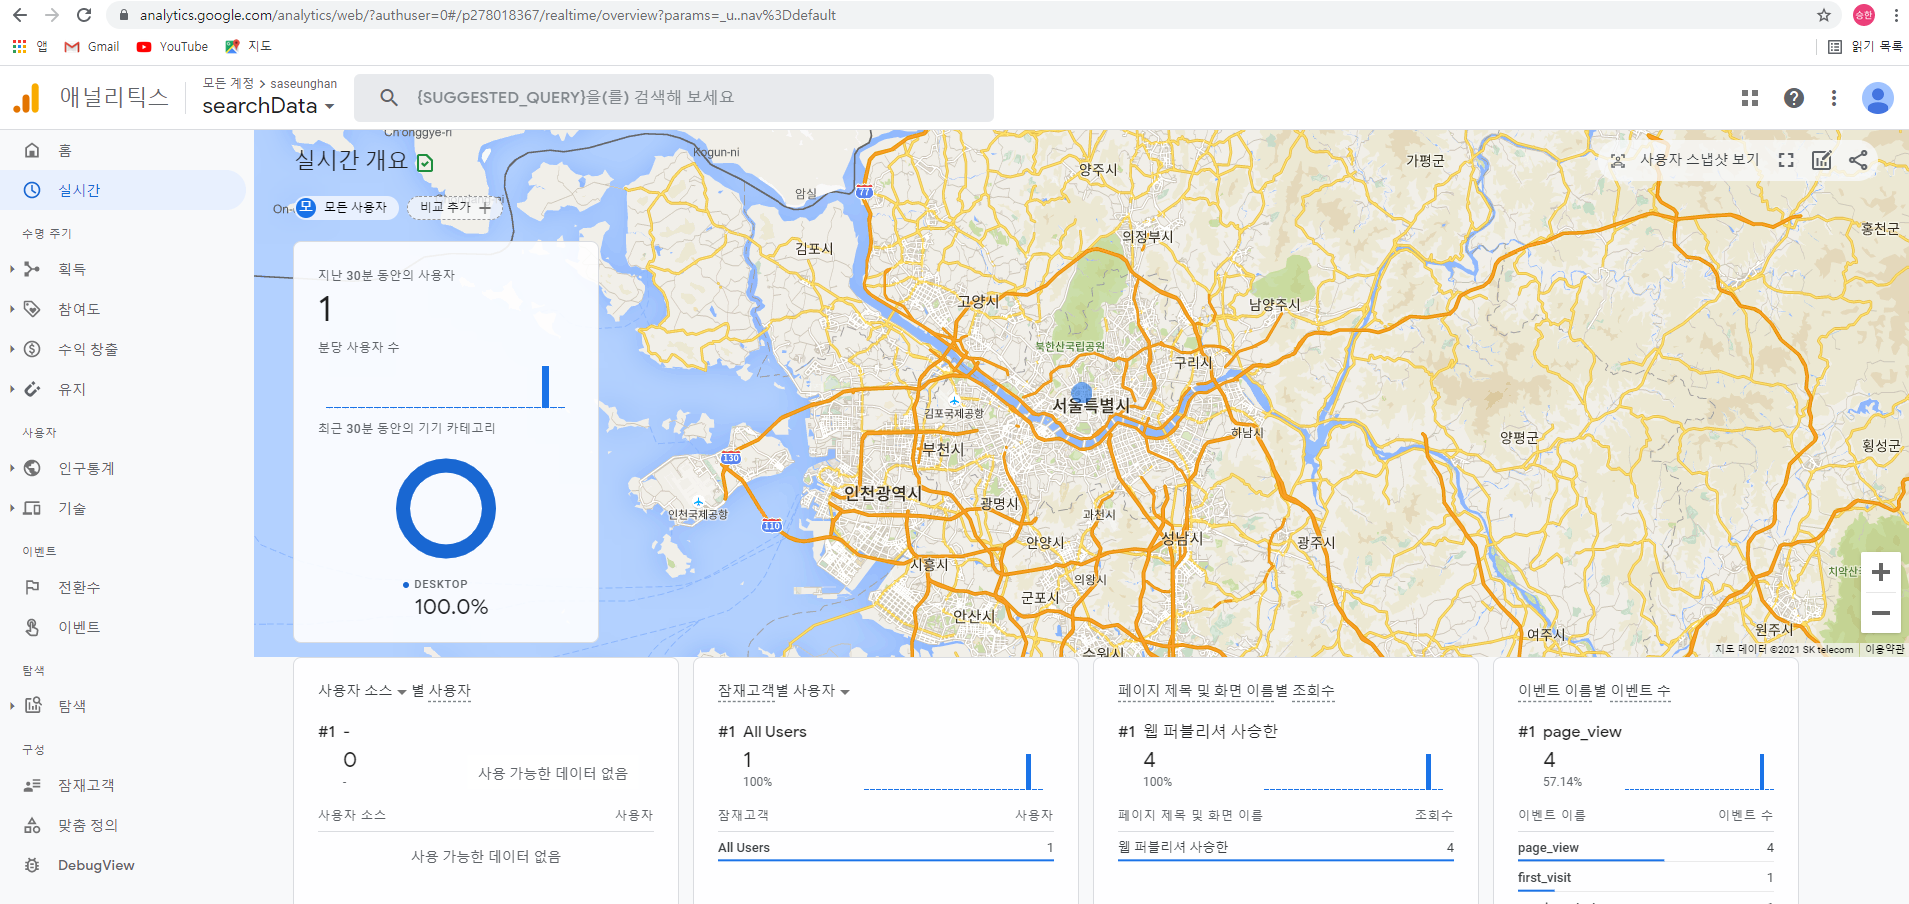 analytics.google.com/analytics/web/?authuser=0#/p278018367/realtime/overview?params=_u..nav%3Ddefault
승한
앱
Gmail
YouTube
지도
읽기 목록
애널리틱스
모든 계정 > saseunghan
searchData
{SUGGESTED_QUERY}을(를) 검색해 보세요
홈
실시간
수명 주기
획득
참여도
수익 창출
유지
사용자
인구통계
기술
이벤트
전환수
이벤트
탐색
탐색
구성
잠재고객
맞춤 정의
DebugView
실시간 개요
모
모든 사용자
비교 추가
사용자 스냅샷 보기
지난 30분 동안의 사용자
1
분당 사용자 수
최근 30분 동안의 기기 카테고리
DESKTOP
100.0%
Ch'onggye-ri
Kogun-ni
On-
암실
77
양주시
가평군
홍천군
김포시
의정부시
고양시
남양주시
북한산국립공원
구리시
김포국제공항
서울특별시
하남시
양평군
횡성군
130
부천시
인천광역시
인천국제공항
110
광명시
과천시
안양시
성남시
광주시
시흥시
의왕시
군포시
안산시
수원시
여주시
원주시
치악산
지도 데이터 ©2021 SK telecom
이용약관
사용자 소스 별 사용자
#1 -
0
-
사용 가능한 데이터 없음
사용자 소스
사용자
사용 가능한 데이터 없음
잠재고객별 사용자
#1 All Users
1
100%
잠재고객
사용자
All Users
1
페이지 제목 및 화면 이름별 조회수
#1 웹 퍼블리셔 사승한
4
100%
페이지 제목 및 화면 이름
조회수
웹 퍼블리셔 사승한
4
이벤트 이름별 이벤트 수
#1 page_view
4
57.14%
이벤트 이름
이벤트 수
page_view
4
first_visit
1